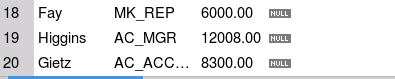 18 Fay MK_REP 6000.00 NULL
19 Higgins AC_MGR 12008.00 NULL
20 Gietz AC_ACC... 8300.00 NULL